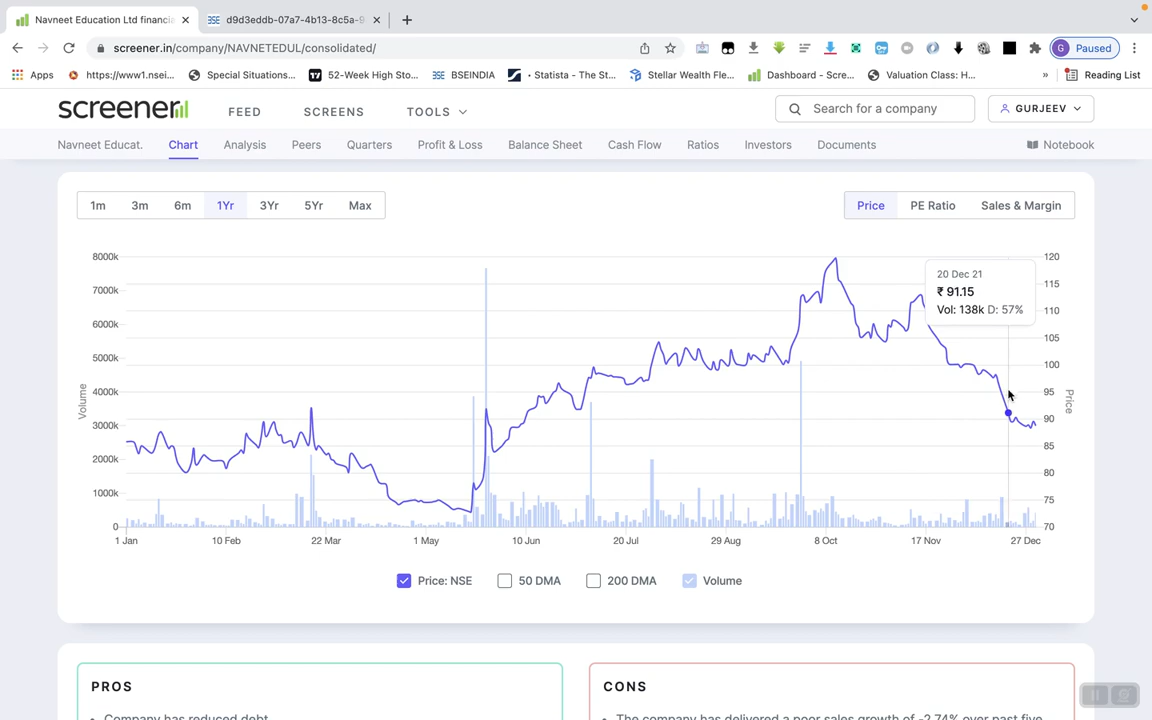 Navneet Education Ltd financia
d9d3eddb-07a7-4b13-8c5a-9
screener.in/company/NAVNETEDUL/consolidated/
G Paused
Apps
https://www1.nsei...
Special Situations...
52-Week High Sto...
BSE BSEINDIA
• Statista - The St...
Stellar Wealth Fle...
Dashboard - Scre...
Valuation Class: H...
»
Reading List
screener
FEED
SCREENS
TOOLS
Search for a company
GURJEEV
Navneet Educat.
Chart
Analysis
Peers
Quarters
Profit & Loss
Balance Sheet
Cash Flow
Ratios
Investors
Documents
Notebook
1m 3m 6m 1Yr 3Yr 5Yr Max
Price PE Ratio Sales & Margin
8000k
7000k
6000k
5000k
4000k
3000k
2000k
1000k
0
Volume
20 Dec 21
₹ 91.15
Vol: 138k D: 57%
120
115
110
105
100
95
90
85
80
75
70
Price
1 Jan 10 Feb 22 Mar 1 May 10 Jun 20 Jul 29 Aug 8 Oct 17 Nov 27 Dec
Price: NSE 50 DMA 200 DMA Volume
PROS
Company has reduced debt
CONS
The company has delivered a poor sales growth of -2.74% over past five